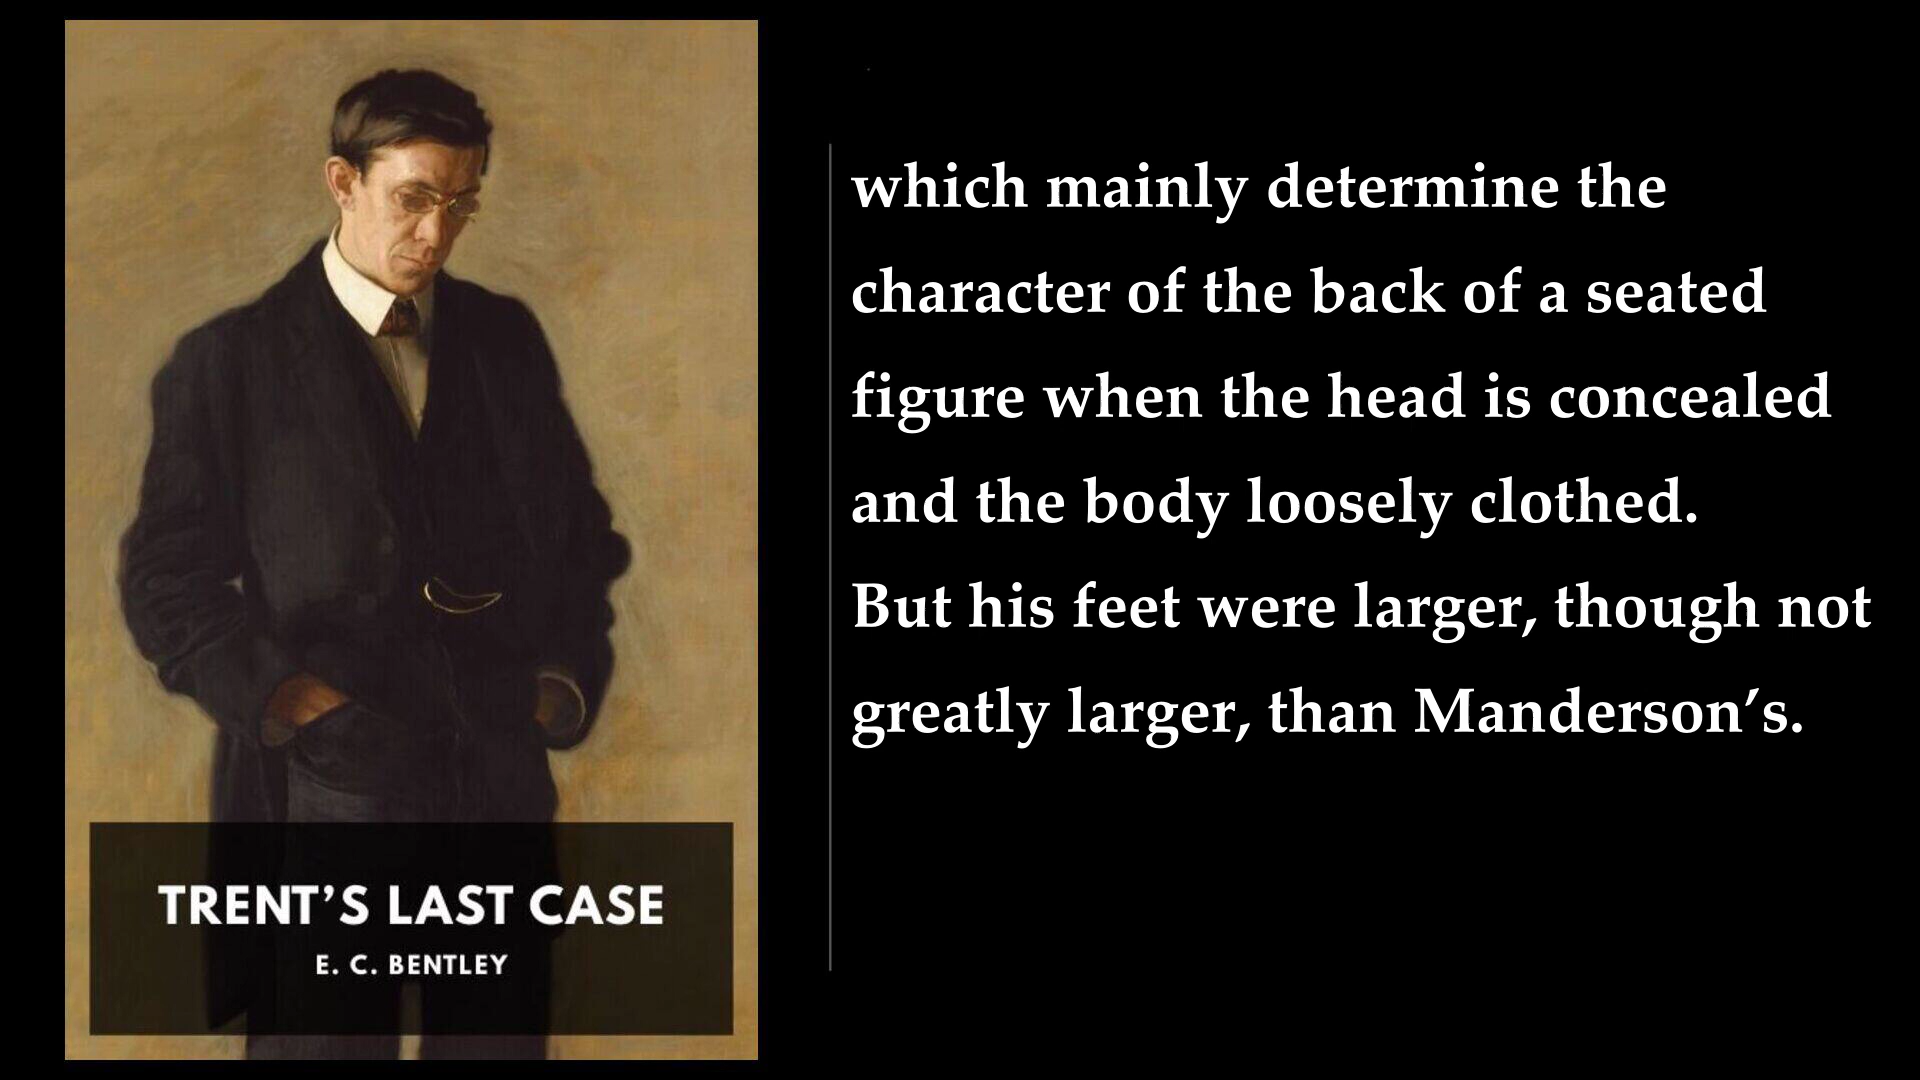 which mainly determine the
character of the back of a seated
figure when the head is concealed
and the body loosely clothed.
But his feet were larger, though not
greatly larger, than Manderson’s.
TRENT’S LAST CASE
E. C. BENTLEY